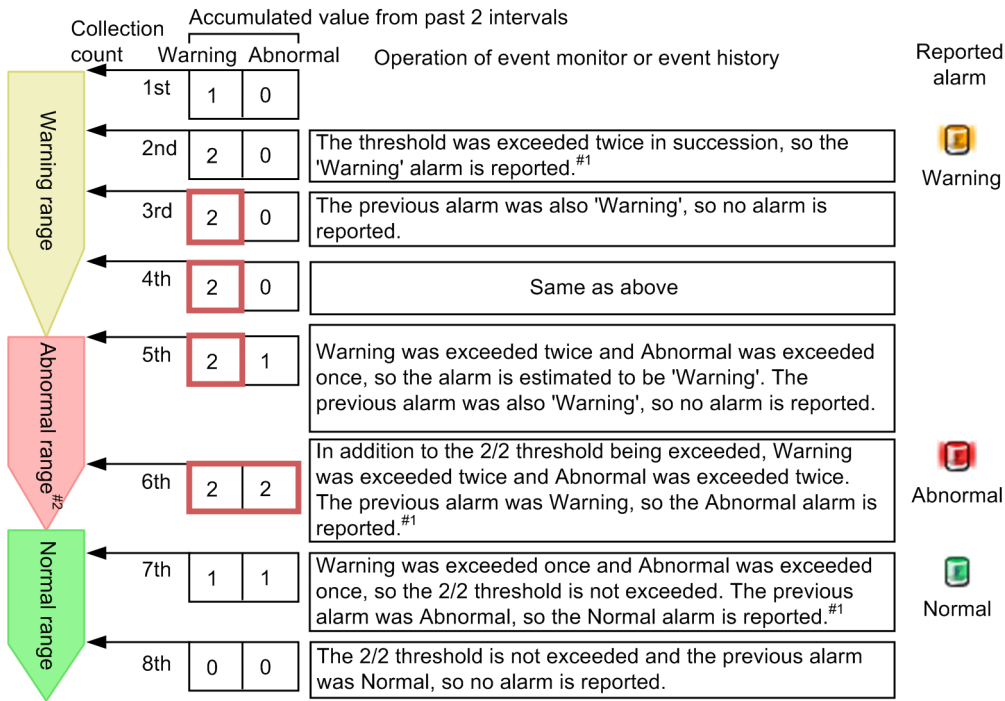 Accumulated value from past 2 intervals
Collection count
Warning Abnormal
Operation of event monitor or event history
Reported alarm
Warning range
1st
1 0
2nd
2 0
The threshold was exceeded twice in succession, so the
'Warning' alarm is reported.#1
Warning
3rd
2 0
The previous alarm was also 'Warning', so no alarm is
reported.
4th
2 0
Same as above
Abnormal range#2
5th
2 1
Warning was exceeded twice and Abnormal was exceeded
once, so the alarm is estimated to be 'Warning'. The
previous alarm was also 'Warning', so no alarm is reported.
6th
2 2
In addition to the 2/2 threshold being exceeded, Warning
was exceeded twice and Abnormal was exceeded twice.
The previous alarm was Warning, so the Abnormal alarm is
reported.#1
Abnormal
Normal range
7th
1 1
Warning was exceeded once and Abnormal was exceeded
once, so the 2/2 threshold is not exceeded. The previous
alarm was Abnormal, so the Normal alarm is reported.#1
Normal
8th
0 0
The 2/2 threshold is not exceeded and the previous alarm
was Normal, so no alarm is reported.